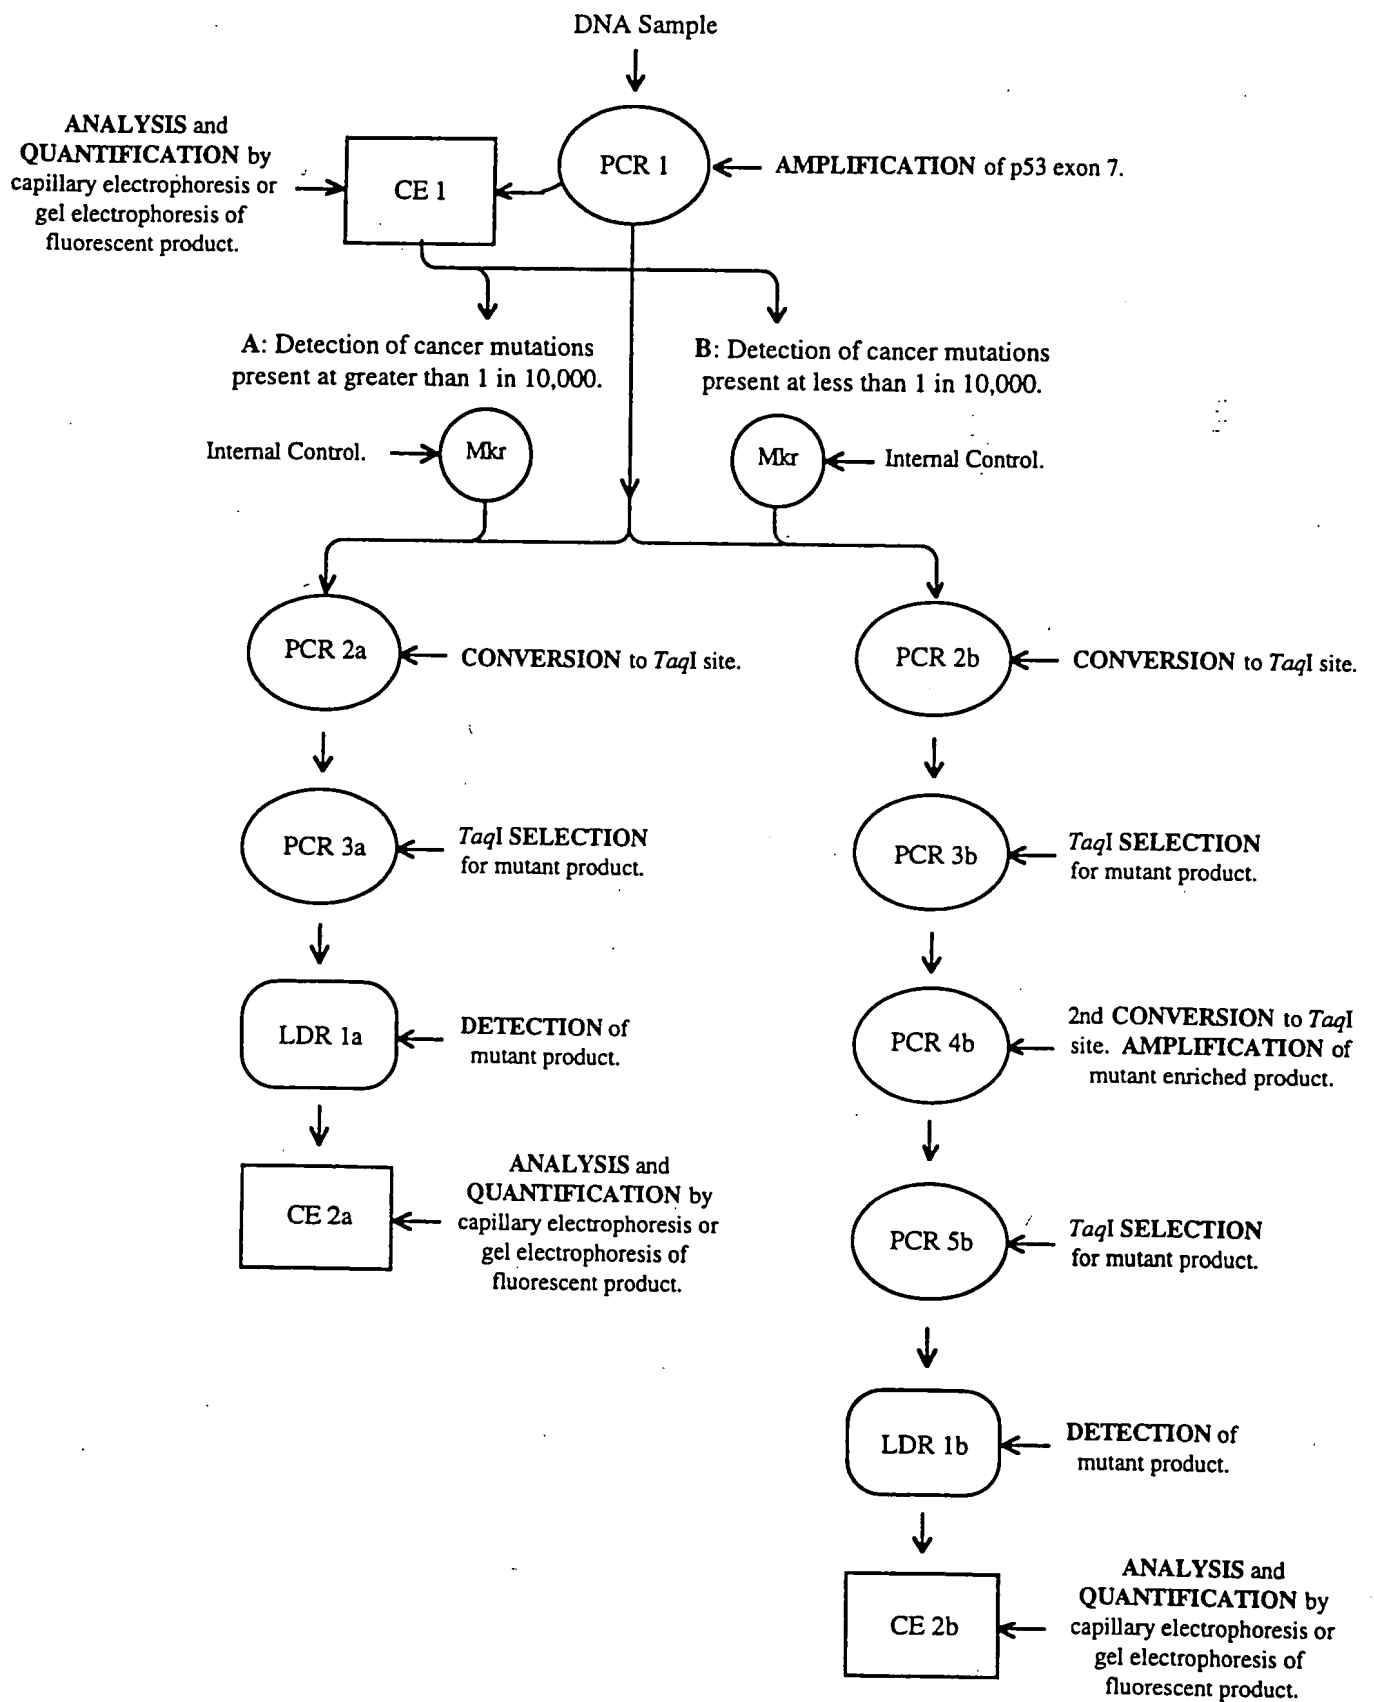 DNA Sample
ANALYSIS and
QUANTIFICATION by
capillary electrophoresis or
gel electrophoresis of
fluorescent product.
CE 1
PCR 1
AMPLIFICATION of p53 exon 7.
A: Detection of cancer mutations
present at greater than 1 in 10,000.
B: Detection of cancer mutations
present at less than 1 in 10,000.
Internal Control.
Mkr
Mkr
Internal Control.
PCR 2a
CONVERSION to TaqI site.
PCR 2b
CONVERSION to TaqI site.
PCR 3a
TaqI SELECTION
for mutant product.
PCR 3b
TaqI SELECTION
for mutant product.
LDR 1a
DETECTION of
mutant product.
PCR 4b
2nd CONVERSION to TaqI
site. AMPLIFICATION of
mutant enriched product.
CE 2a
ANALYSIS and
QUANTIFICATION by
capillary electrophoresis or
gel electrophoresis of
fluorescent product.
PCR 5b
TaqI SELECTION
for mutant product.
LDR 1b
DETECTION of
mutant product.
CE 2b
ANALYSIS and
QUANTIFICATION by
capillary electrophoresis or
gel electrophoresis of
fluorescent product.